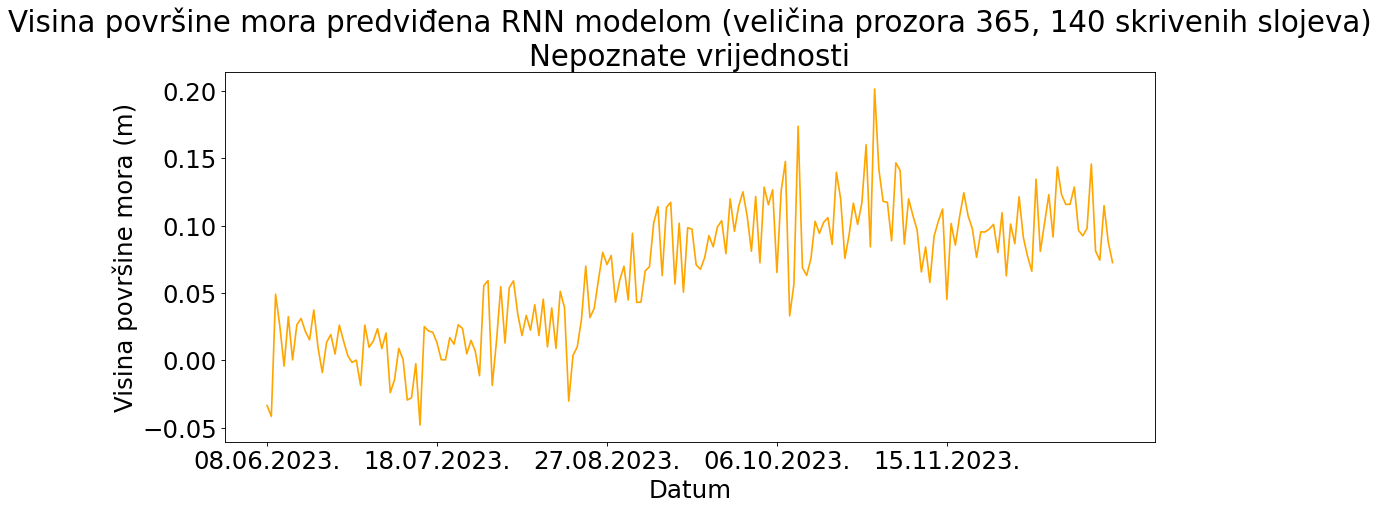 Visina površine mora predviđena RNN modelom (veličina prozora 365, 140 skrivenih slojeva)
Nepoznate vrijednosti
Visina površine mora (m)
0.20
0.15
0.10
0.05
0.00
−0.05
08.06.2023. 18.07.2023. 27.08.2023. 06.10.2023. 15.11.2023.
Datum